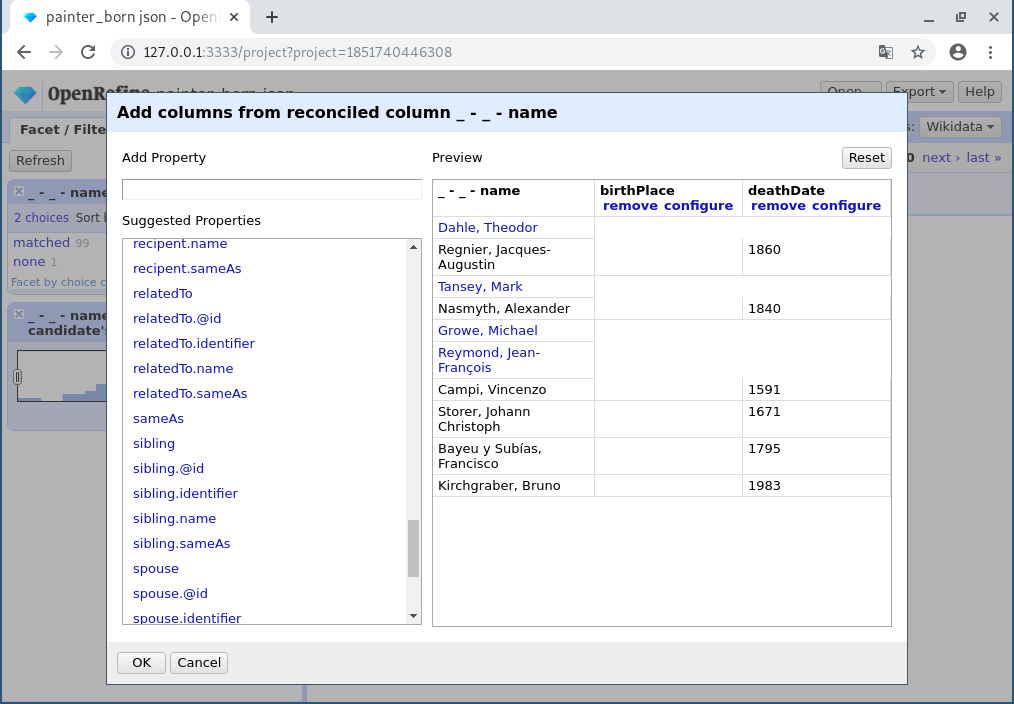 painter_born json - Open
127.0.0.1:3333/project?project=1851740446308
OpenRefine painter_born json
Open...
Export
Help
Facet / Filte
s:
Wikidata
Refresh
0 next › last »
_ - _ - name
2 choices Sort b
matched 99
none 1
Facet by choice c
_ - _ - name
candidate's
Add columns from reconciled column _ - _ - name
Add Property
Suggested Properties
recipent.name
recipent.sameAs
relatedTo
relatedTo.@id
relatedTo.identifier
relatedTo.name
relatedTo.sameAs
sameAs
sibling
sibling.@id
sibling.identifier
sibling.name
sibling.sameAs
spouse
spouse.@id
spouse.identifier
Preview
Reset
_ - _ - name birthPlace deathDate
remove configure remove configure
Dahle, Theodor
Regnier, Jacques- 1860
Augustin
Tansey, Mark
Nasmyth, Alexander 1840
Growe, Michael
Reymond, Jean-
François
Campi, Vincenzo 1591
Storer, Johann 1671
Christoph
Bayeu y Subías, 1795
Francisco
Kirchgraber, Bruno 1983
OK
Cancel